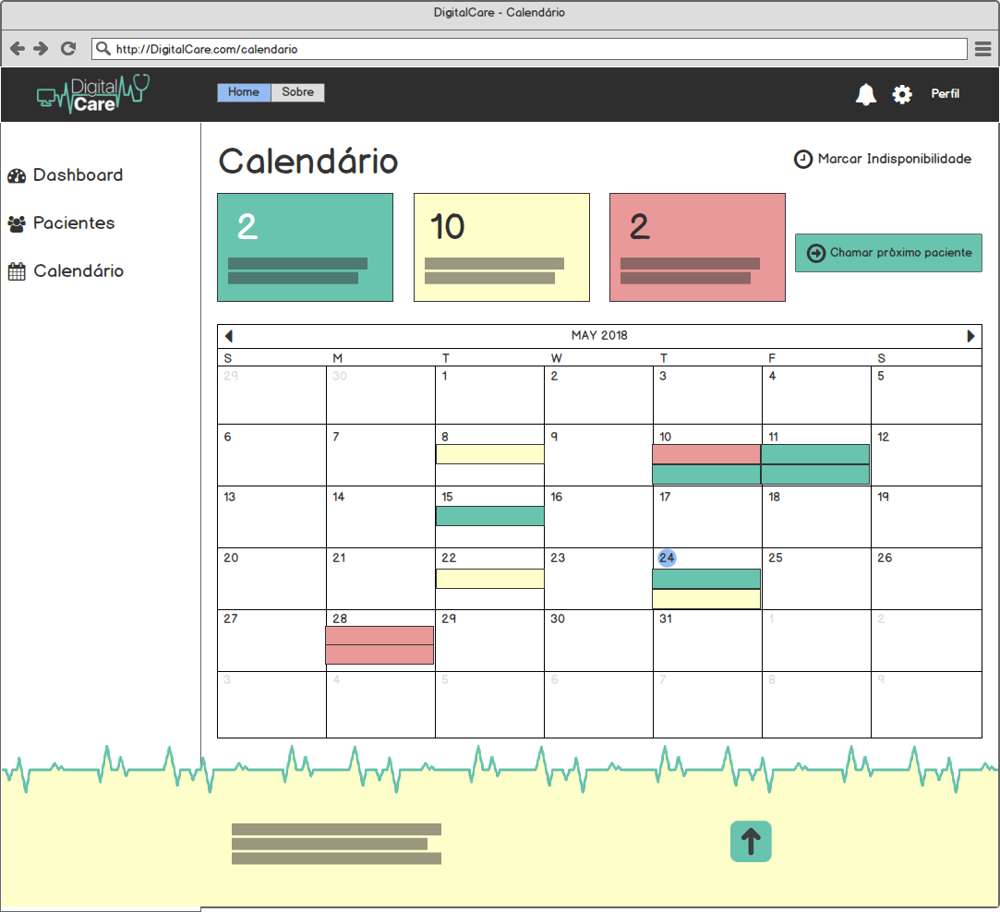 DigitalCare - Calendário
http://DigitalCare.com/calendario
Digital
Care
Home Sobre
Perfil
Dashboard
Pacientes
Calendário
Calendário
Marcar Indisponibilidade
2 10 2
Chamar próximo paciente
MAY 2018
S M T W T F S
29 30 1 2 3 4 5
6 7 8 9 10 11 12
13 14 15 16 17 18 19
20 21 22 23 24 25 26
27 28 29 30 31 1 2
3 4 5 6 7 8 9